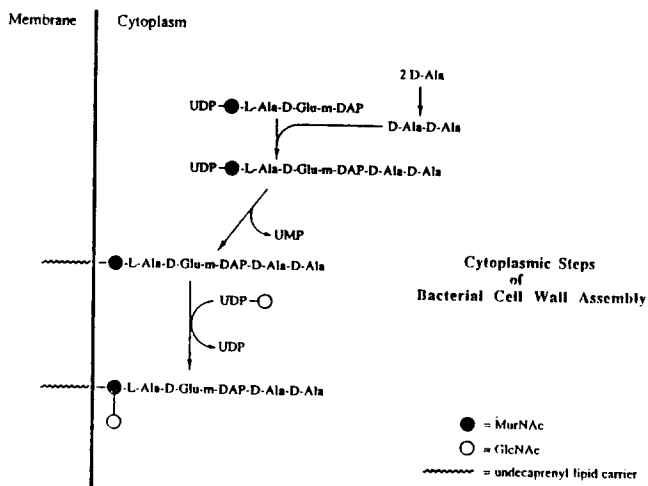 Membrane
Cytoplasm
2 D-Ala
UDP-●-L-Ala-D-Glu-m-DAP
D-Ala-D-Ala
UDP-●-L-Ala-D-Glu-m-DAP-D-Ala-D-Ala
UMP
-L-Ala-D-Glu-m-DAP-D-Ala-D-Ala
Cytoplasmic Steps
of
Bacterial Cell Wall Assembly
UDP-○
UDP
-L-Ala-D-Glu-m-DAP-D-Ala-D-Ala
● = MurNAc
○ = GlcNAc
= undecaprenyl lipid carrier